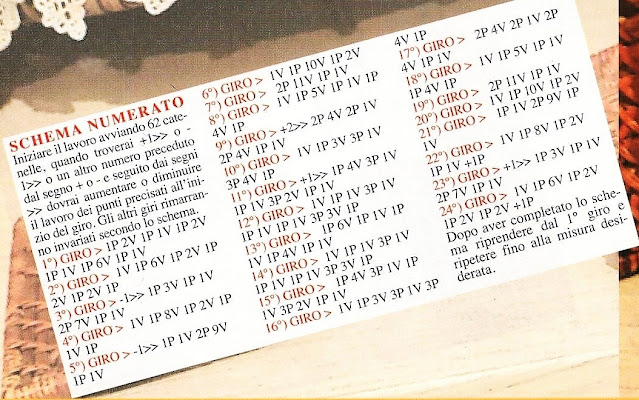 SCHEMA NUMERATO
Iniziare il lavoro avviando 62 cate-
nelle, quando troverai +1>> o -
1>> o un altro numero preceduto
dal segno + o - e seguito dai segni
>> dovrai aumentare o diminuire
il lavoro dei punti precisati all'ini-
zio del giro. Gli altri giri rimarran-
no invariati secondo lo schema.
1°) GIRO > 1P 2V 1P 1V 1P 2V
1P 1V 1P 6V 1P 1V
2°) GIRO > 1V 1P 6V 1P 2V 1P
2V 1P 2V 1P
3°) GIRO > -1>> 1P 3V 1P 1V
2P 7V 1P 1V
4°) GIRO > 1V 1P 8V 1P 2V 1P
1V 1P
5°) GIRO > -1>> 1P 1V 2P 9V
1P 1V
6°) GIRO > 1V 1P 10V 1P 2V
7°) GIRO > 2P 11V 1P 1V
8°) GIRO > 1V 1P 5V 1P 1V 1P
4V 1P
9°) GIRO > +2>> 2P 4V 2P 1V
2P 4V 1P 1V
10°) GIRO > 1V 1P 3V 3P 1V
3P 4V 1P
11°) GIRO > +1>> 1P 4V 3P 1V
1P 1V 3P 2V 1P 1V
12°) GIRO > 1V 1P 1V 3P 1V
1P 1V 1P 1V 3P 3V 1P
13°) GIRO > 1P 6V 1P 1V 1P
1V 1P 4V 1P 1V
14°) GIRO > 1V 1P 1V 3P 1V
1P 1V 1P 1V 3P 3V 1P
15°) GIRO > 1P 4V 3P 1V 1P
1V 3P 2V 1P 1V
16°) GIRO > 1V 1P 3V 3P 1V 3P
4V 1P
17°) GIRO > 2P 4V 2P 1V 2P
4V 1P 1V
18°) GIRO > 1V 1P 5V 1P 1V
1P 4V 1P
19°) GIRO > 2P 11V 1P 1V
20°) GIRO > 1V 1P 10V 1P 2V
21°) GIRO > 1P 1V 2P 9V 1P
1V
22°) GIRO > 1V 1P 8V 1P 2V
1P 1V +1P
23°) GIRO > +1>> 1P 3V 1P 1V
2P 7V 1P 1V
24°) GIRO > 1V 1P 6V 1P 2V
1P 2V 1P 2V +1P
Dopo aver completato lo sche-
ma riprendere dal 1° giro e
ripetere fino alla misura desi-
derata.